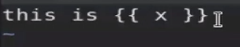 this is {{ x }}
~